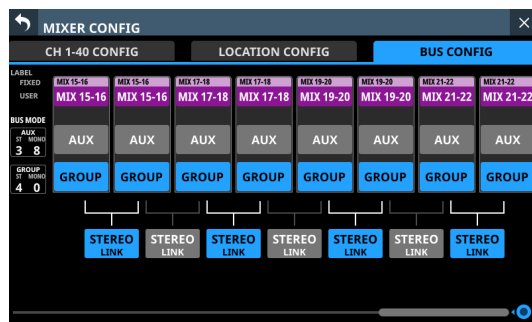 MIXER CONFIG
CH 1-40 CONFIG LOCATION CONFIG BUS CONFIG
LABEL
FIXED MIX 15-16 MIX 15-16 MIX 17-18 MIX 17-18 MIX 19-20 MIX 19-20 MIX 21-22 MIX 21-22
USER MIX 15-16 MIX 15-16 MIX 17-18 MIX 17-18 MIX 19-20 MIX 19-20 MIX 21-22 MIX 21-22
BUS MODE
AUX
ST MONO
3 8
AUX AUX AUX AUX AUX AUX AUX AUX
GROUP
ST MONO
4 0
GROUP GROUP GROUP GROUP GROUP GROUP GROUP GROUP
STEREO STEREO STEREO STEREO STEREO STEREO STEREO
LINK LINK LINK LINK LINK LINK LINK